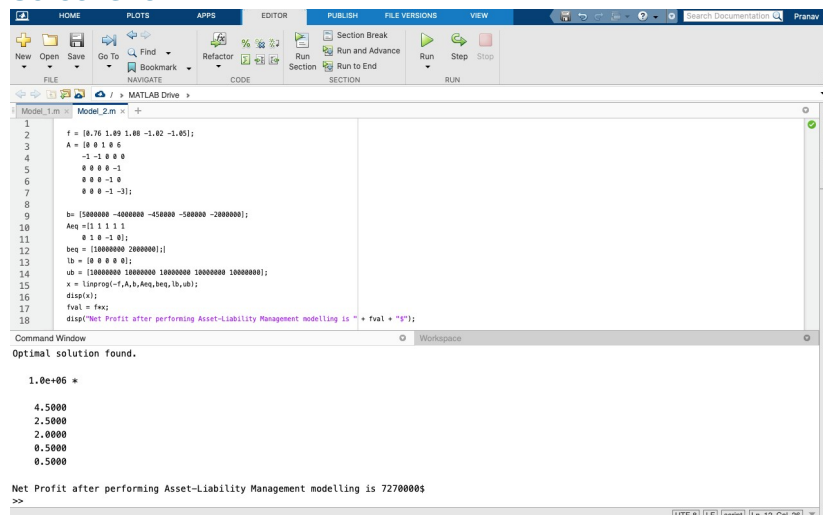 HOME PLOTS APPS EDITOR PUBLISH FILE VERSIONS VIEW Search Documentation Pranav
New Open Save Go To Find Bookmark Refactor Run Section Section Break Run and Advance Run to End Run Step Stop
FILE NAVIGATE CODE SECTION RUN
/ > MATLAB Drive >
Model_1.m × Model_2.m × +
1
2 f = [0.76 1.09 1.08 -1.02 -1.05];
3 A = [0 0 1 0 6
4 -1 -1 0 0 0
5 0 0 0 0 -1
6 0 0 0 -1 0
7 0 0 0 -1 -3];
8
9 b= [5000000 -4000000 -450000 -500000 -2000000];
10 Aeq =[1 1 1 1 1
11 0 1 0 -1 0];
12 beq = [10000000 2000000];
13 lb = [0 0 0 0 0];
14 ub = [10000000 10000000 10000000 10000000 10000000];
15 x = linprog(-f,A,b,Aeq,beq,lb,ub);
16 disp(x);
17 fval = f*x;
18 disp("Net Profit after performing Asset-Liability Management modelling is " + fval + "$");
Command Window Workspace
Optimal solution found.
1.0e+06 *
4.5000
2.5000
2.0000
0.5000
0.5000
Net Profit after performing Asset-Liability Management modelling is 7270000$
>>
UTF-8 LF script Ln 12 Col 26